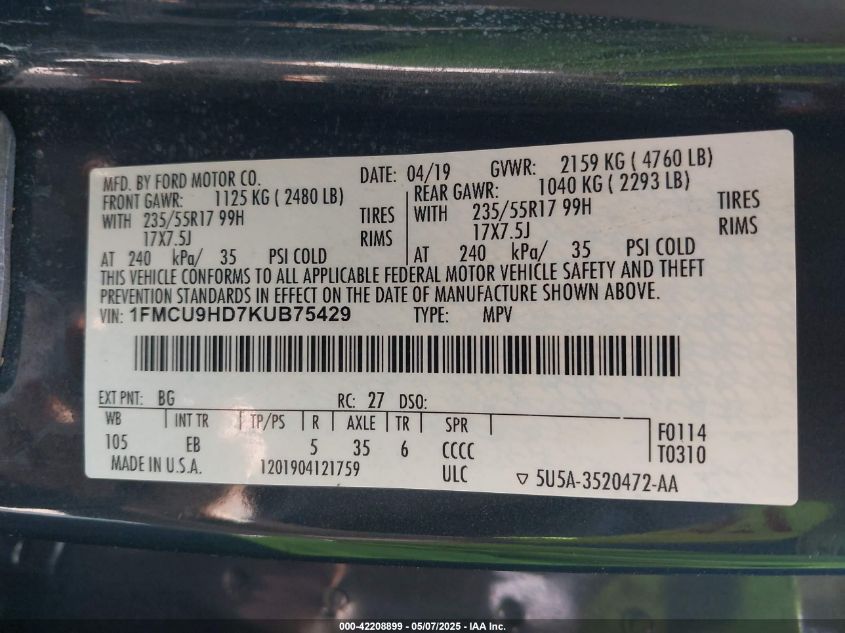 MFD. BY FORD MOTOR CO. DATE: 04/19 GVWR: 2159 KG ( 4760 LB)
FRONT GAWR: 1125 KG ( 2480 LB) REAR GAWR: 1040 KG ( 2293 LB)
WITH 235/55R17 99H TIRES WITH 235/55R17 99H TIRES
17X7.5J RIMS 17X7.5J RIMS
AT 240 kPa/ 35 PSI COLD AT 240 kPa/ 35 PSI COLD
THIS VEHICLE CONFORMS TO ALL APPLICABLE FEDERAL MOTOR VEHICLE SAFETY AND THEFT
PREVENTION STANDARDS IN EFFECT ON THE DATE OF MANUFACTURE SHOWN ABOVE.
VIN: 1FMCU9HD7KUB75429 TYPE: MPV
EXT PNT: BG RC: 27 DSO:
WB INT TR TP/PS R AXLE TR SPR
105 EB 5 35 6 CCCC
F0114
T0310
MADE IN U.S.A. 1201904121759 ULC 5U5A-3520472-AA
000-42208899 - 05/07/2025 - IAA Inc.